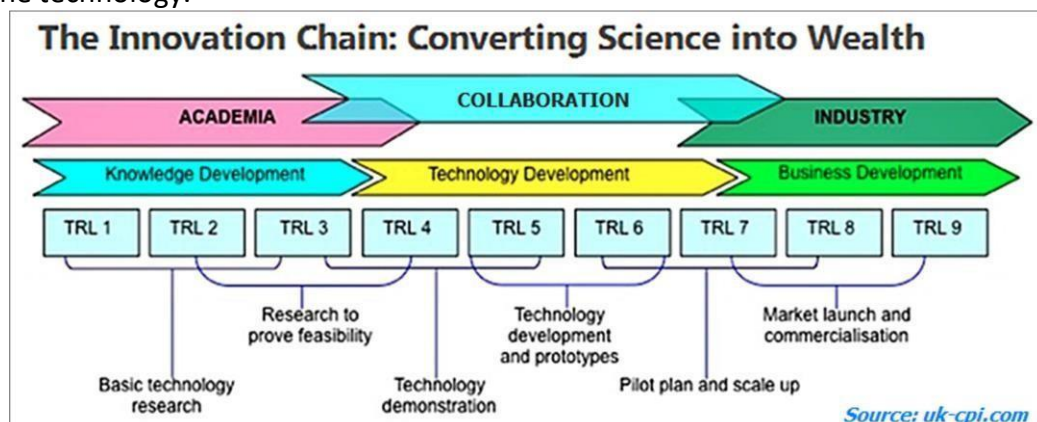 he technology.
The Innovation Chain: Converting Science into Wealth
COLLABORATION
ACADEMIA
INDUSTRY
Knowledge Development
Technology Development
Business Development
TRL 1
TRL 2
TRL 3
TRL 4
TRL 5
TRL 6
TRL 7
TRL 8
TRL 9
Research to
prove feasibility
Technology
development
and prototypes
Market launch and
commercialisation
Basic technology
research
Technology
demonstration
Pilot plan and scale up
Source: uk-cpi.com